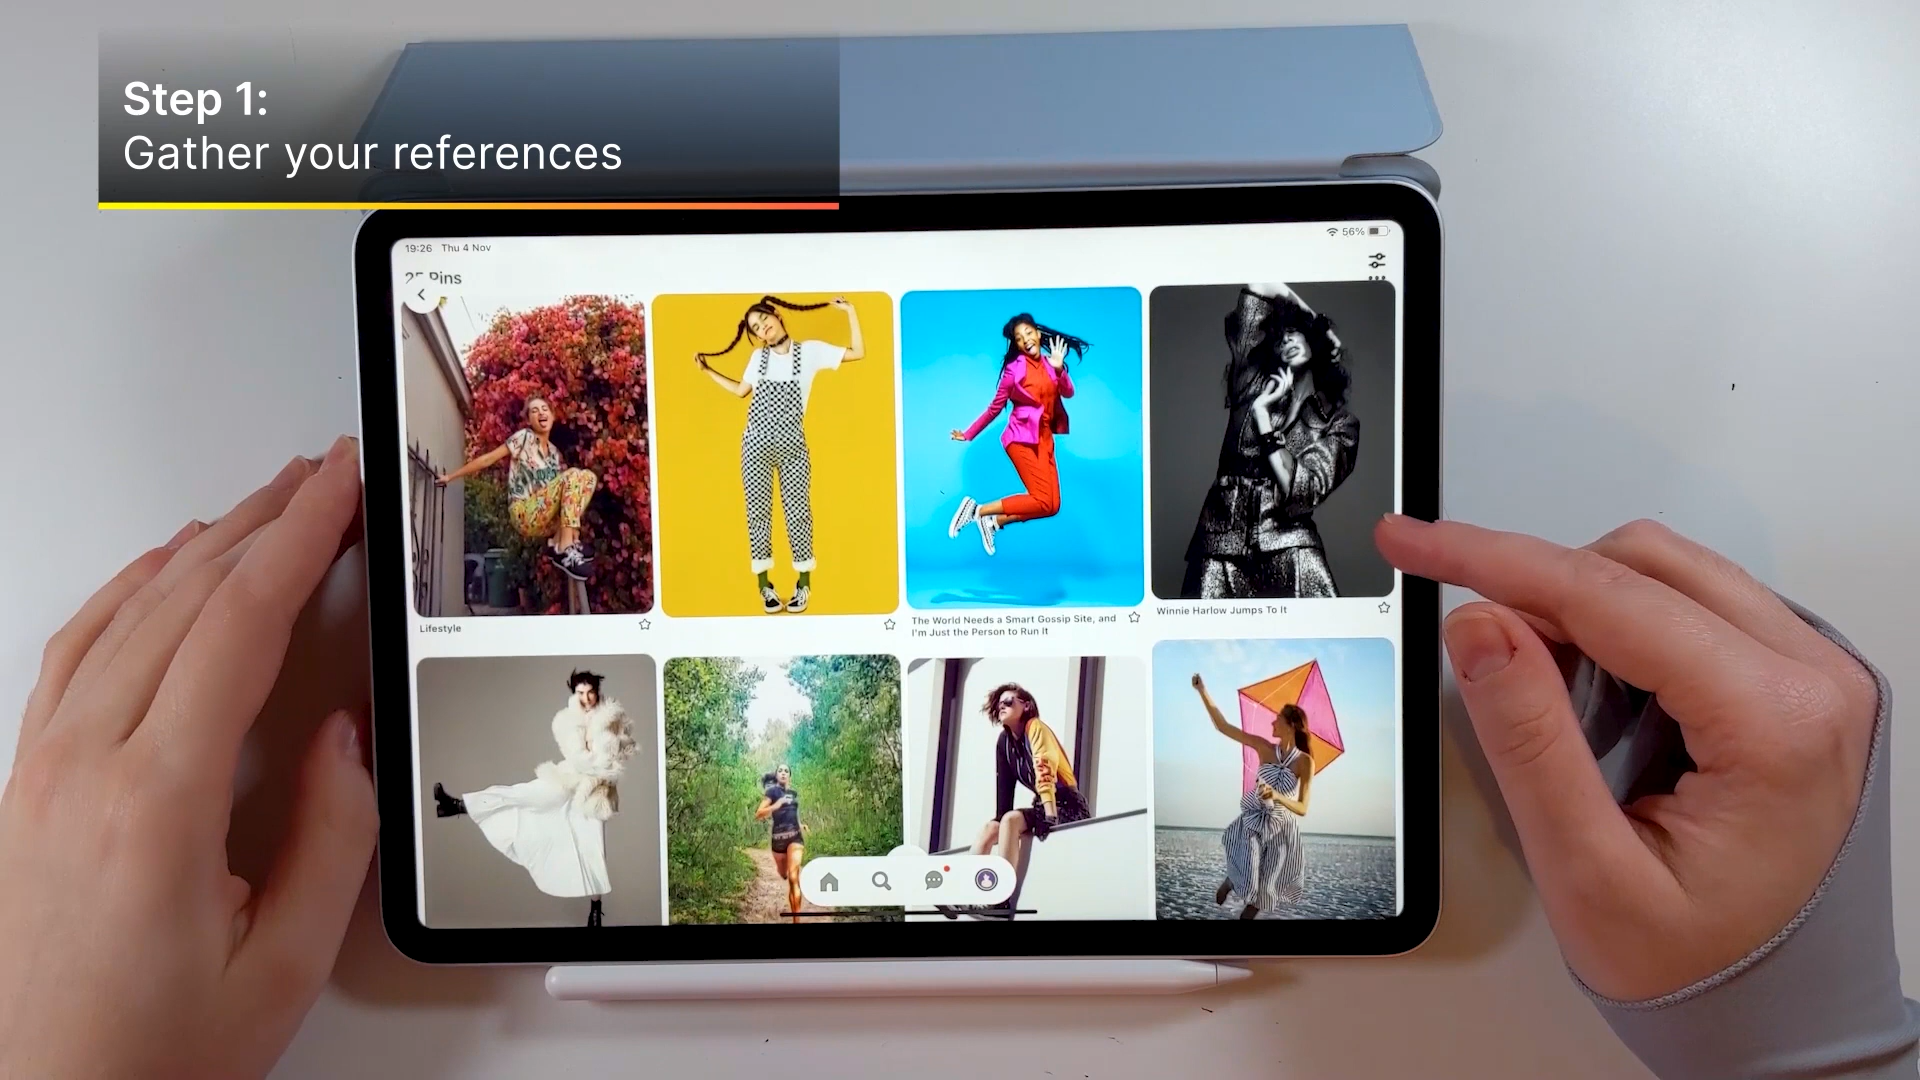 Step 1:
Gather your references
19:26 Thu 4 Nov
56%
25 Pins
Lifestyle
The World Needs a Smart Gossip Site, and
I'm Just the Person to Run It
Winnie Harlow Jumps To It